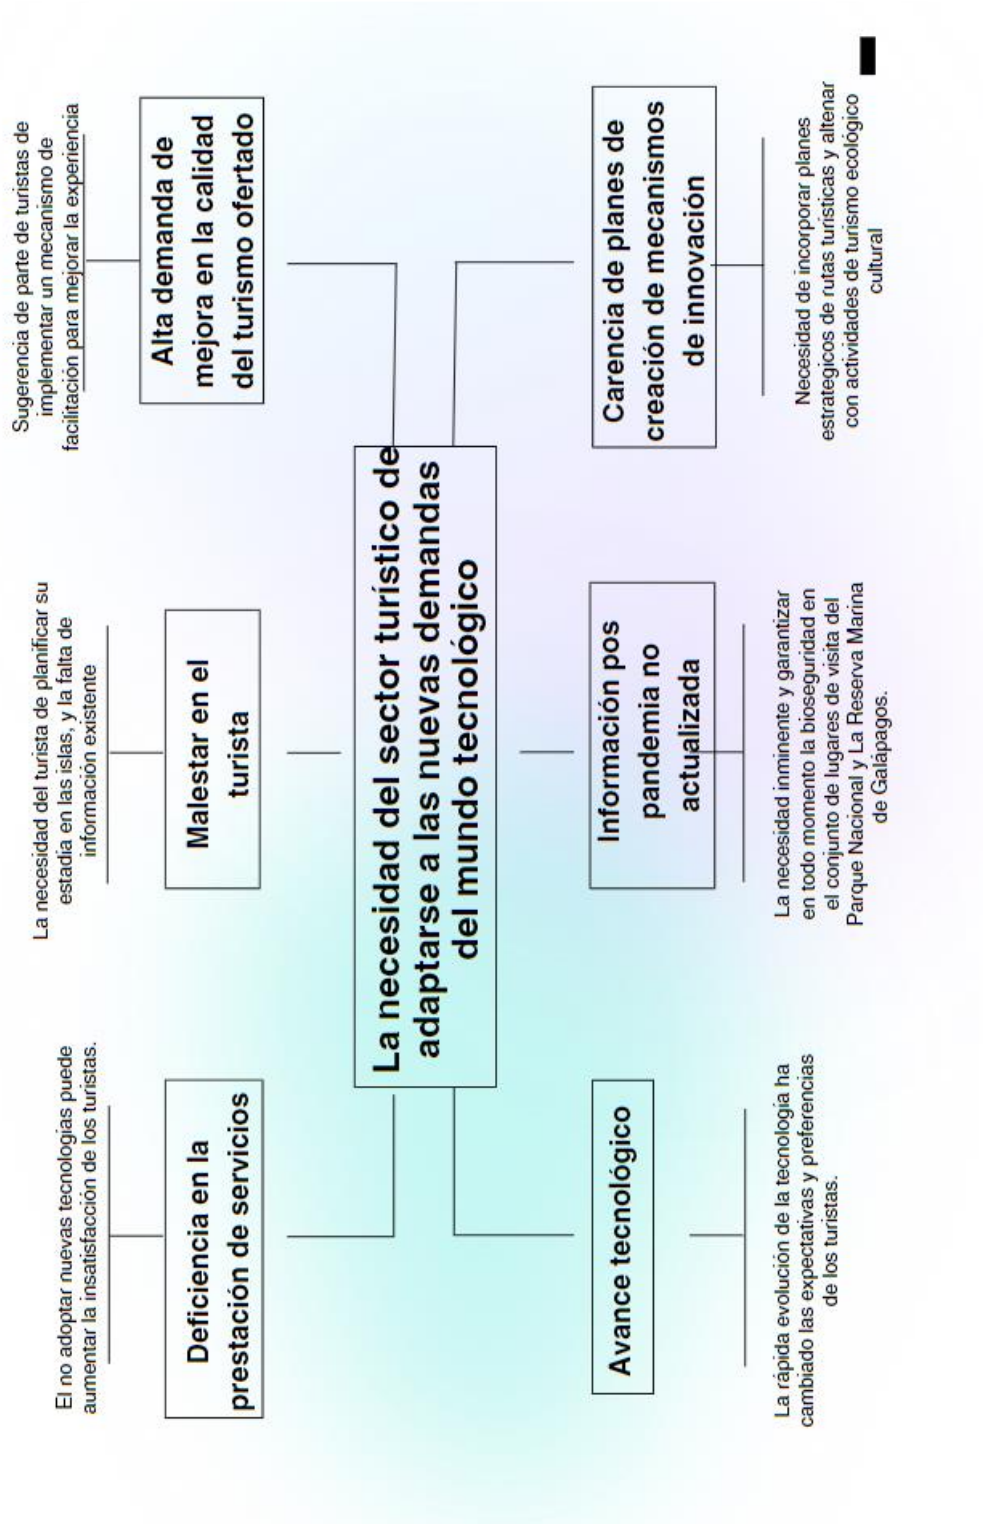 El no adoptar nuevas tecnologias puede
aumentar la insatisfacción de los turistas.
La necesidad del turista de planificar su
estadia en las islas, y la falta de
información existente
Sugerencia de parte de turistas de
implementar un mecanismo de
facilitación para mejorar la experiencia
Deficiencia en la
prestación de servicios
Malestar en el
turista
Alta demanda de
mejora en la calidad
del turismo ofertado
La necesidad del sector turístico de
adaptarse a las nuevas demandas
del mundo tecnológico
Avance tecnológico
Información pos
pandemia no
actualizada
Carencia de planes de
creación de mecanismos
de innovación
La rápida evolución de la tecnología ha
cambiado las expectativas y preferencias
de los turistas.
La necesidad inminente y garantizar
en todo momento la bioseguridad en
el conjunto de lugares de visita del
Parque Nacional y La Reserva Marina
de Galápagos.
Necesidad de incorporar planes
estrategicos de rutas turisticas y altenar
con actividades de turismo ecológico
cultural